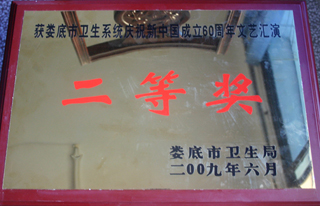 获娄底市卫生系统庆祝新中国成立60周年文艺汇演
二等奖
娄底市卫生局
二00九年六月